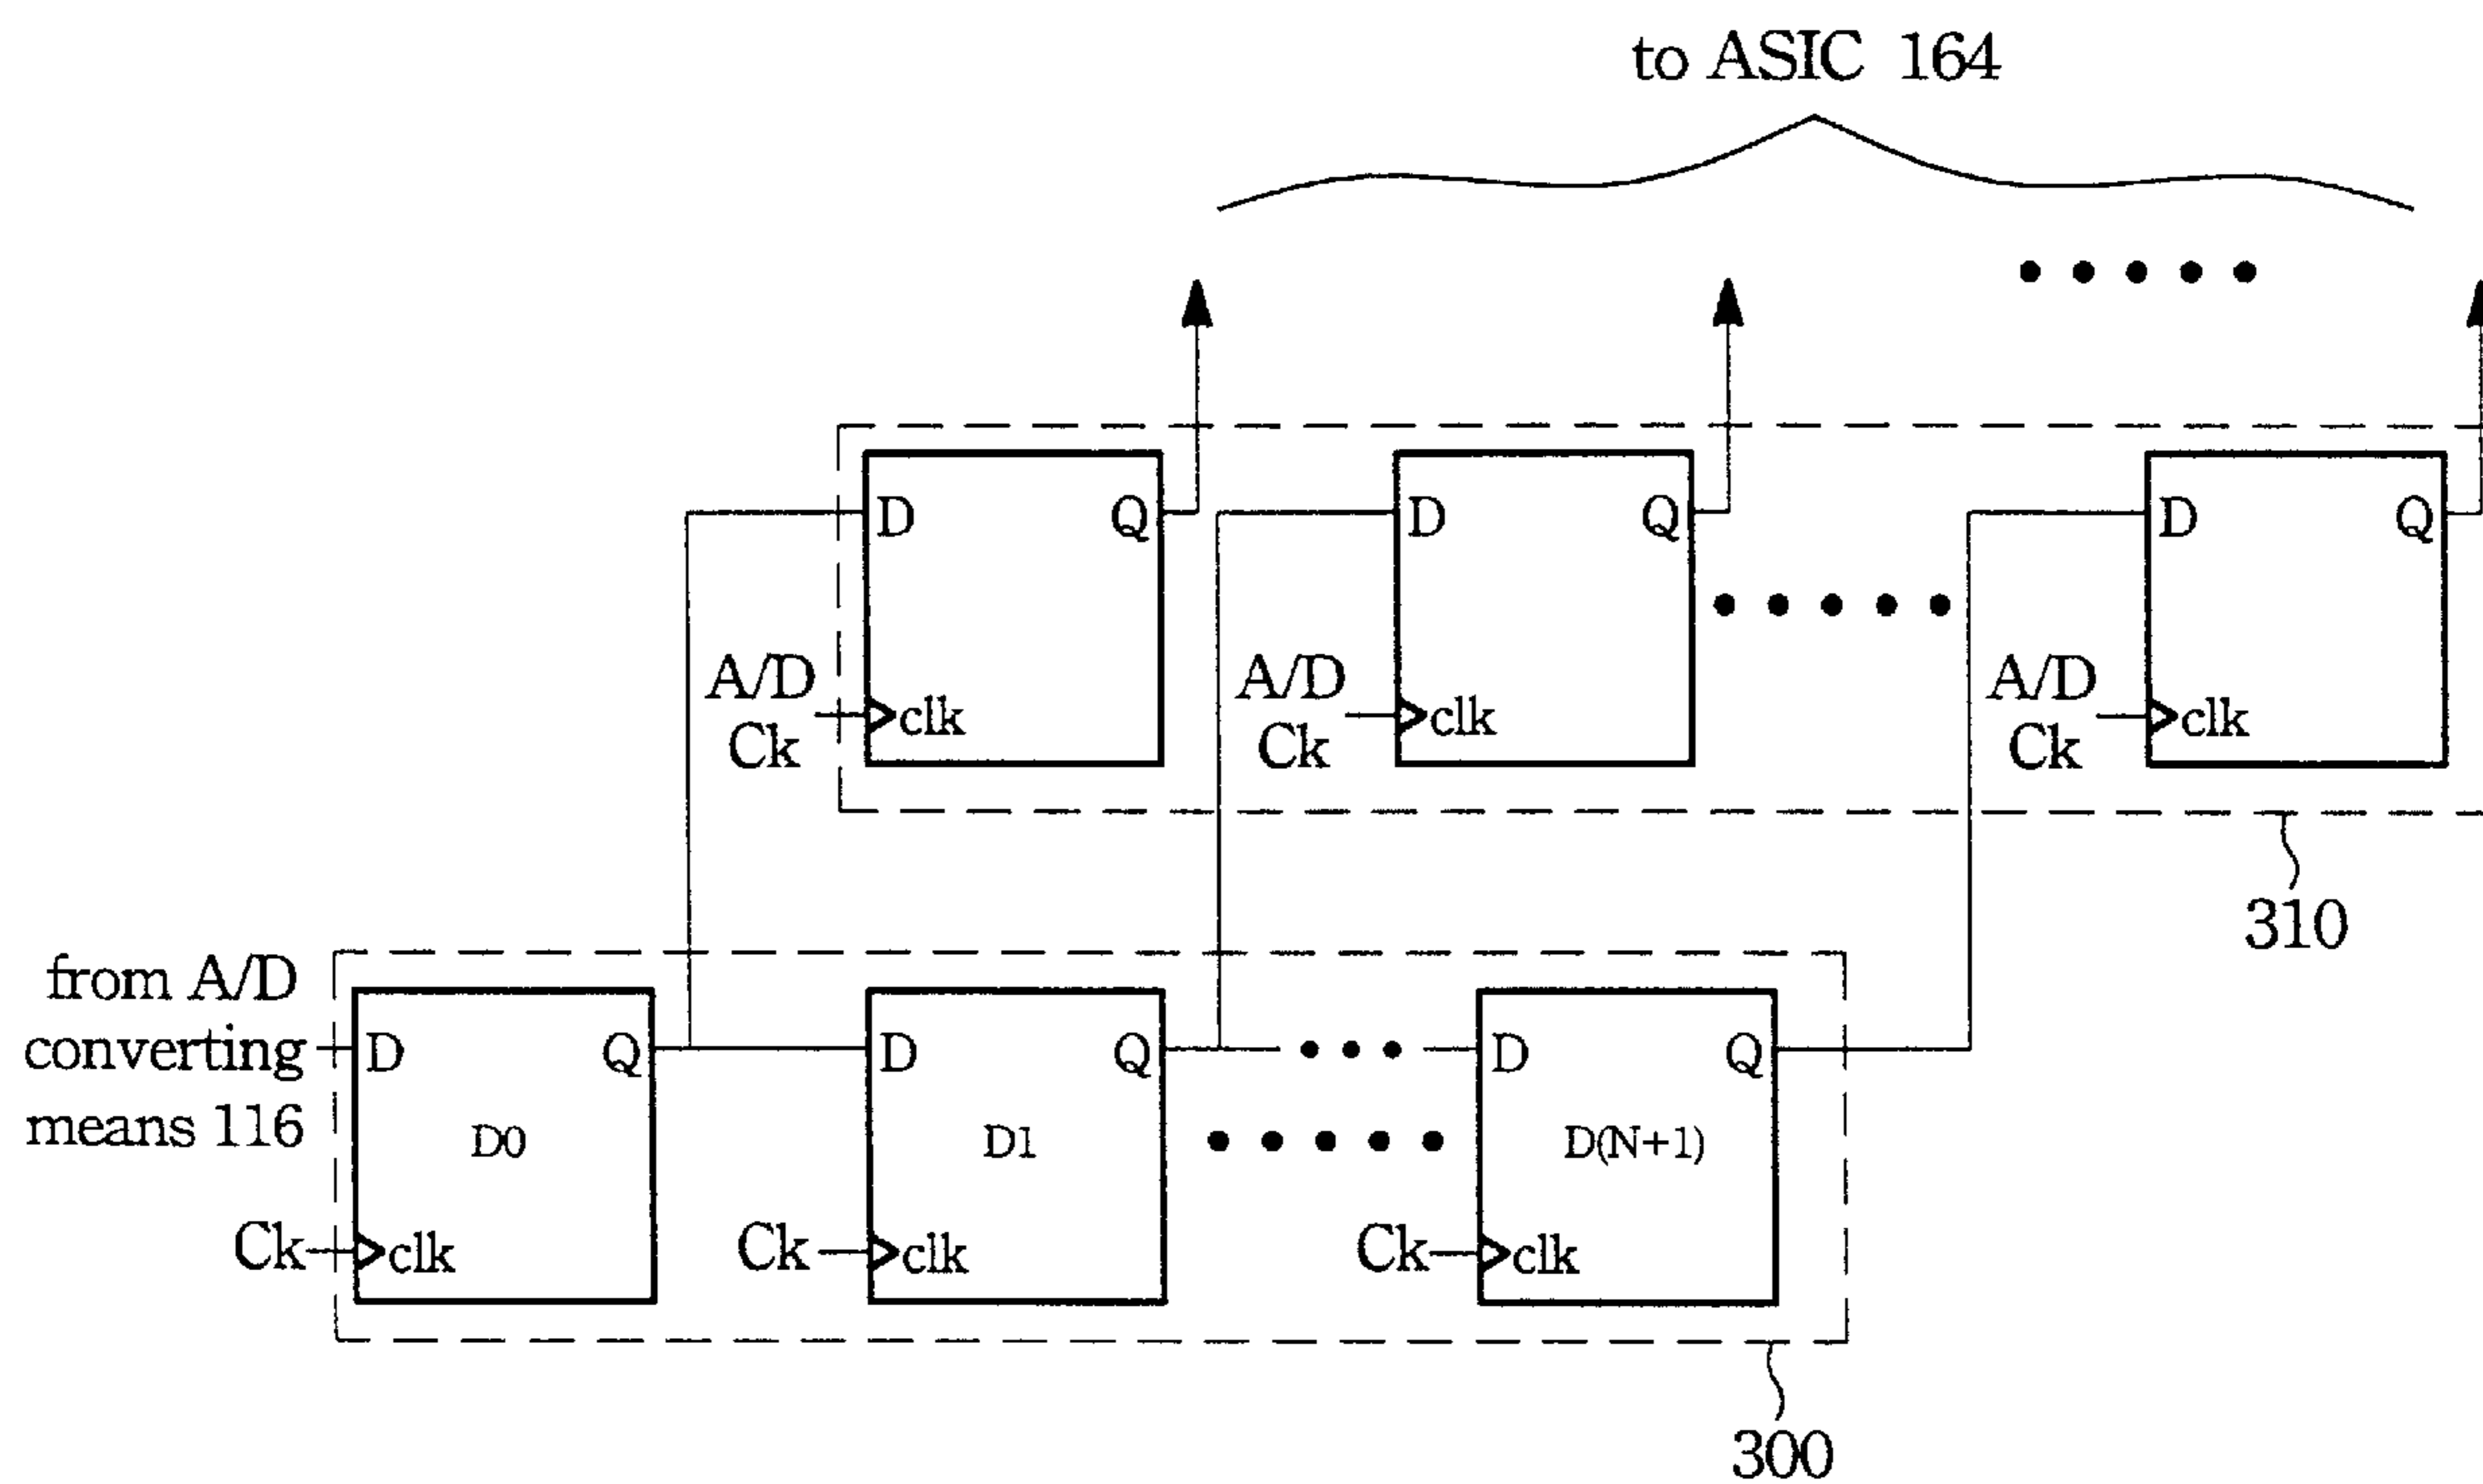 to ASIC 164
D Q D Q D Q
A/D A/D A/D
Ck clk Ck clk Ck clk
310
from A/D
converting
means 116
D Q D Q D Q
D0 D1 D(N+1)
Ck clk Ck clk Ck clk
300